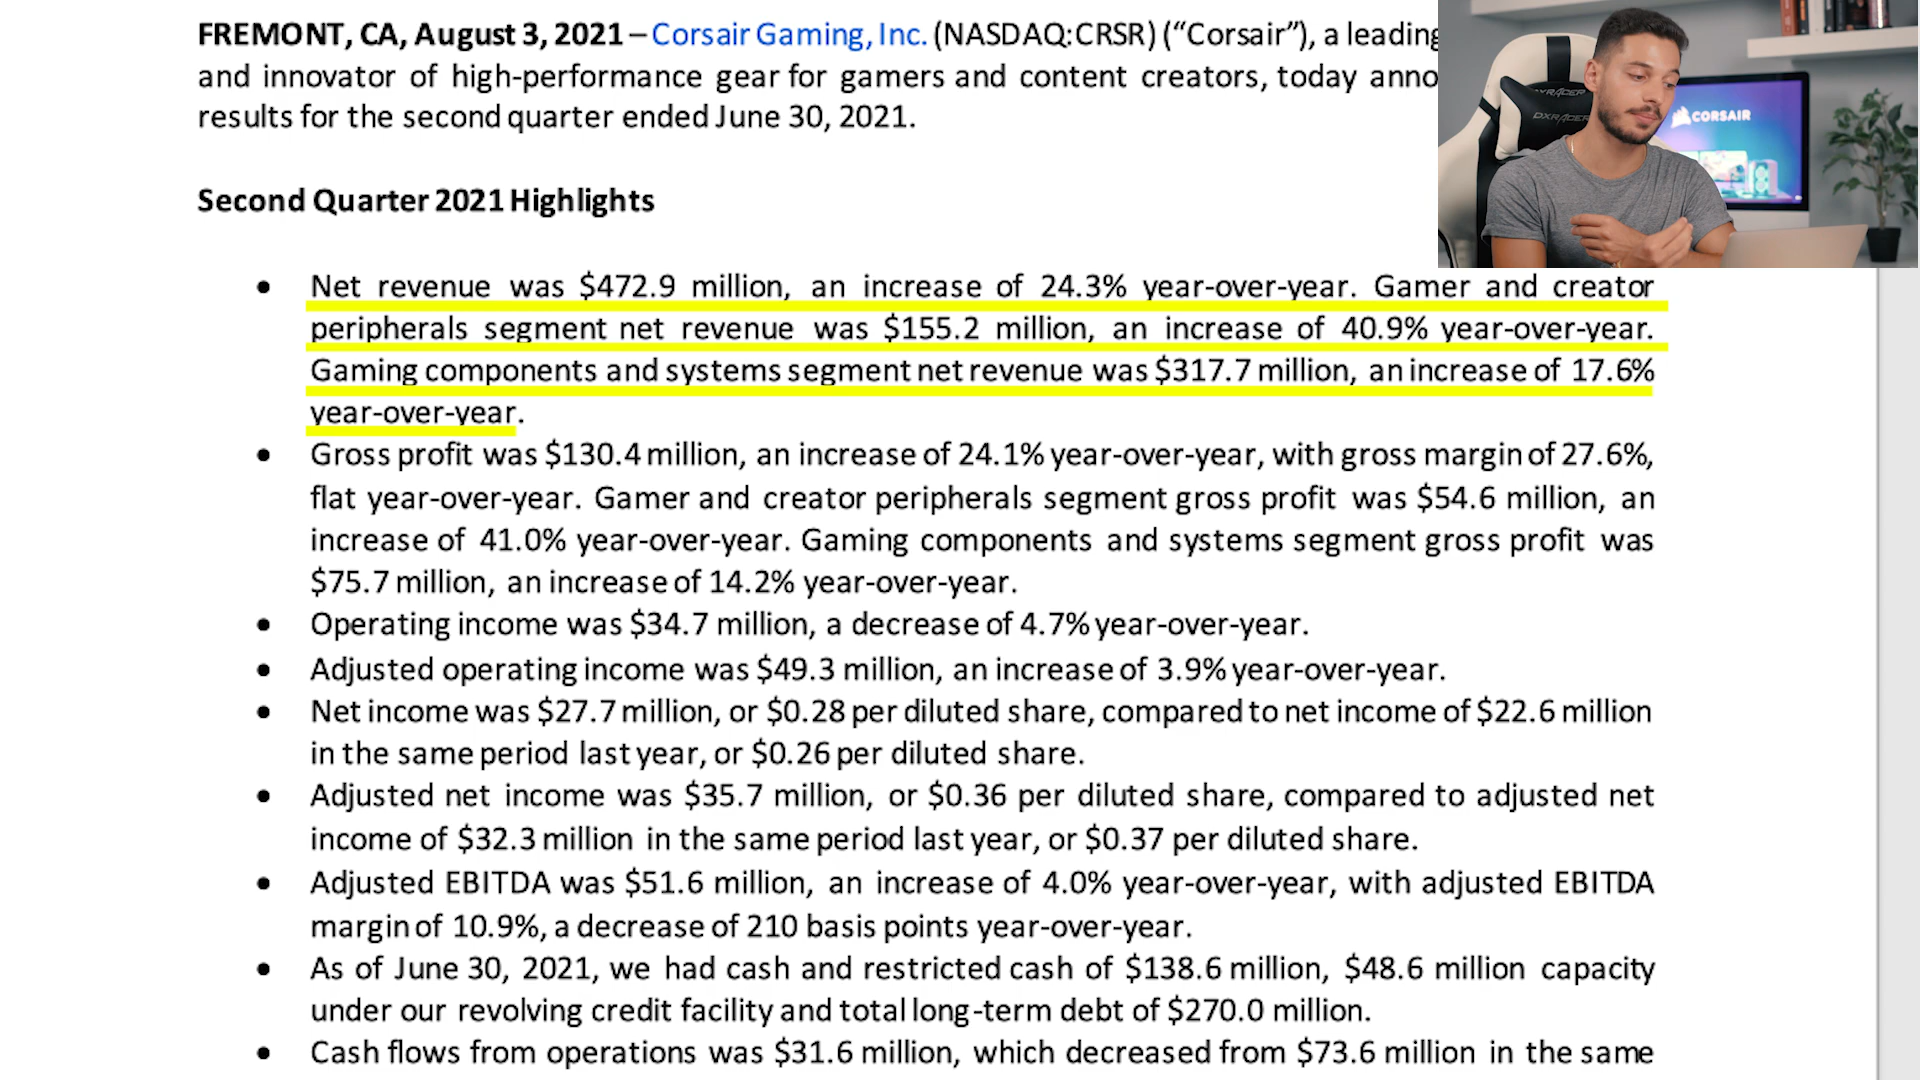 FREMONT, CA, August 3, 2021 – Corsair Gaming, Inc. (NASDAQ:CRSR) (“Corsair”), a leading
and innovator of high-performance gear for gamers and content creators, today anno
results for the second quarter ended June 30, 2021.
Second Quarter 2021 Highlights
• Net revenue was $472.9 million, an increase of 24.3% year-over-year. Gamer and creator
peripherals segment net revenue was $155.2 million, an increase of 40.9% year-over-year.
Gaming components and systems segment net revenue was $317.7 million, an increase of 17.6%
year-over-year.
• Gross profit was $130.4 million, an increase of 24.1% year-over-year, with gross margin of 27.6%,
flat year-over-year. Gamer and creator peripherals segment gross profit was $54.6 million, an
increase of 41.0% year-over-year. Gaming components and systems segment gross profit was
$75.7 million, an increase of 14.2% year-over-year.
• Operating income was $34.7 million, a decrease of 4.7% year-over-year.
• Adjusted operating income was $49.3 million, an increase of 3.9% year-over-year.
• Net income was $27.7 million, or $0.28 per diluted share, compared to net income of $22.6 million
in the same period last year, or $0.26 per diluted share.
• Adjusted net income was $35.7 million, or $0.36 per diluted share, compared to adjusted net
income of $32.3 million in the same period last year, or $0.37 per diluted share.
• Adjusted EBITDA was $51.6 million, an increase of 4.0% year-over-year, with adjusted EBITDA
margin of 10.9%, a decrease of 210 basis points year-over-year.
• As of June 30, 2021, we had cash and restricted cash of $138.6 million, $48.6 million capacity
under our revolving credit facility and total long-term debt of $270.0 million.
• Cash flows from operations was $31.6 million, which decreased from $73.6 million in the same
DXRACER
DXRACER
CORSAIR